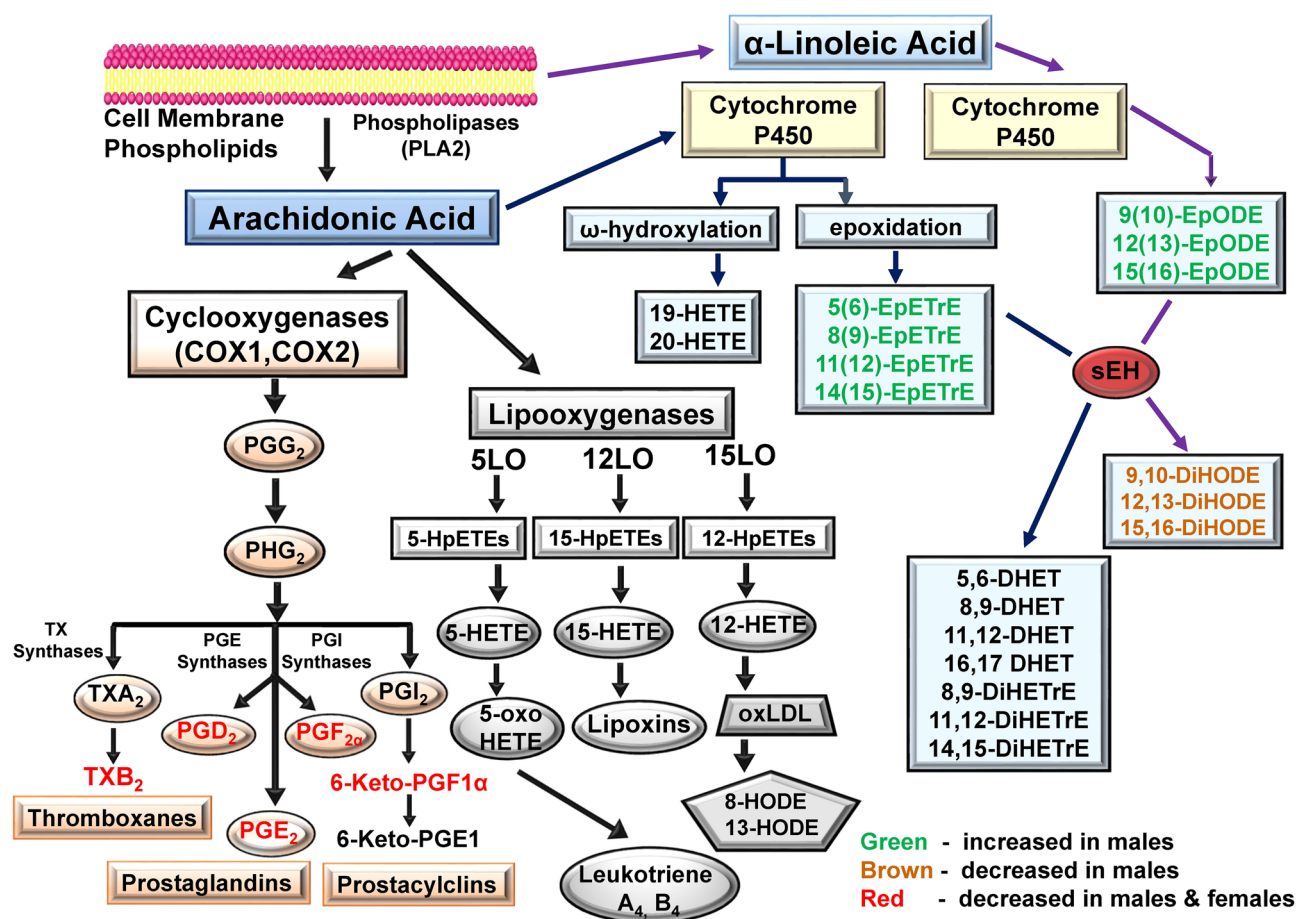 α-Linoleic Acid
Cell Membrane
Phospholipids
Phospholipases
(PLA2)
Cytochrome
P450
Cytochrome
P450
Arachidonic Acid
ω-hydroxylation
epoxidation
9(10)-EpODE
12(13)-EpODE
15(16)-EpODE
19-HETE
20-HETE
5(6)-EpETrE
8(9)-EpETrE
11(12)-EpETrE
14(15)-EpETrE
sEH
Cyclooxygenases
(COX1,COX2)
Lipooxygenases
5LO
12LO
15LO
PGG₂
PHG₂
5-HpETEs
15-HpETEs
12-HpETEs
9,10-DiHODE
12,13-DiHODE
15,16-DiHODE
5,6-DHET
8,9-DHET
11,12-DHET
16,17 DHET
8,9-DiHETrE
11,12-DiHETrE
14,15-DiHETrE
5-HETE
15-HETE
12-HETE
TX
Synthases
PGE
Synthases
PGI
Synthases
TXA₂
PGD₂
PGF₂α
PGI₂
5-oxo
HETE
Lipoxins
oxLDL
TXB₂
6-Keto-PGF1α
Thromboxanes
PGE₂
6-Keto-PGE1
8-HODE
13-HODE
Prostaglandins
Prostacylclins
Leukotriene
A₄, B₄
Green - increased in males
Brown - decreased in males
Red - decreased in males & females